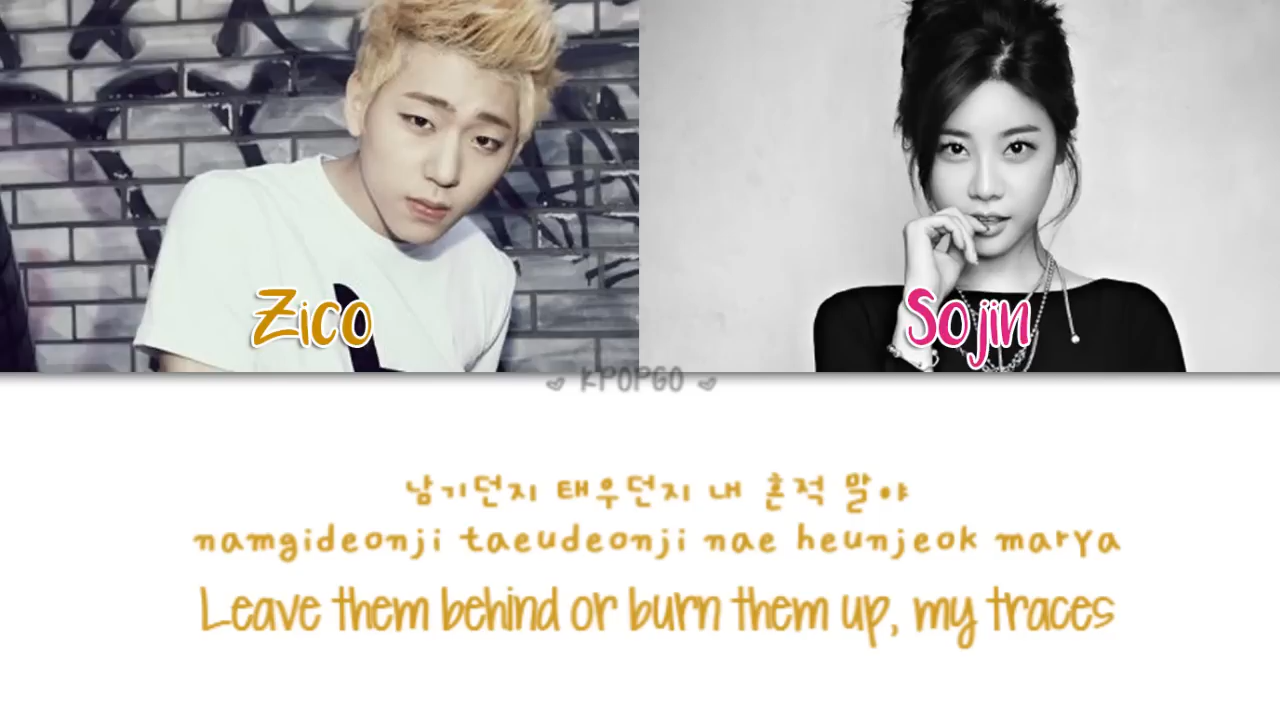 Zico
Sojin
KPOPGO
남기던지 태우던지 내 흔적 말야
namgideonji taeudeonji nae heunjeok marya
Leave them behind or burn them up, my traces